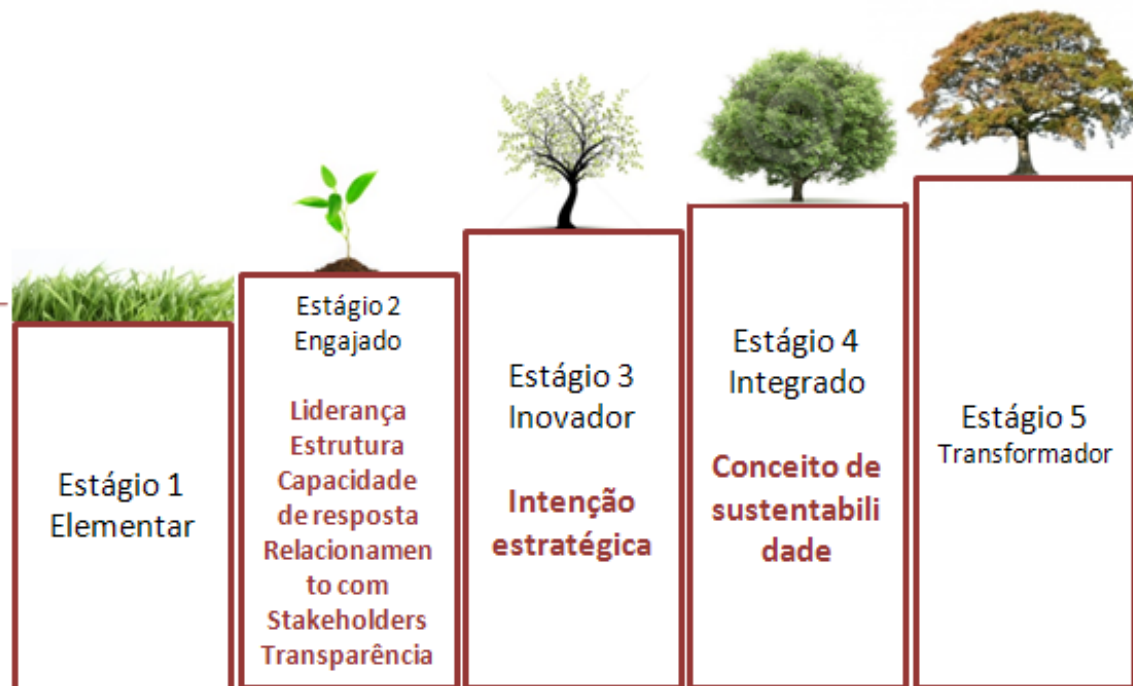 Estágio 1
Elementar
Estágio 2
Engajado
Liderança
Estrutura
Capacidade
de resposta
Relacionamen
to com
Stakeholders
Transparência
Estágio 3
Inovador
Intenção
estratégica
Estágio 4
Integrado
Conceito de
sustentabili
dade
Estágio 5
Transformador